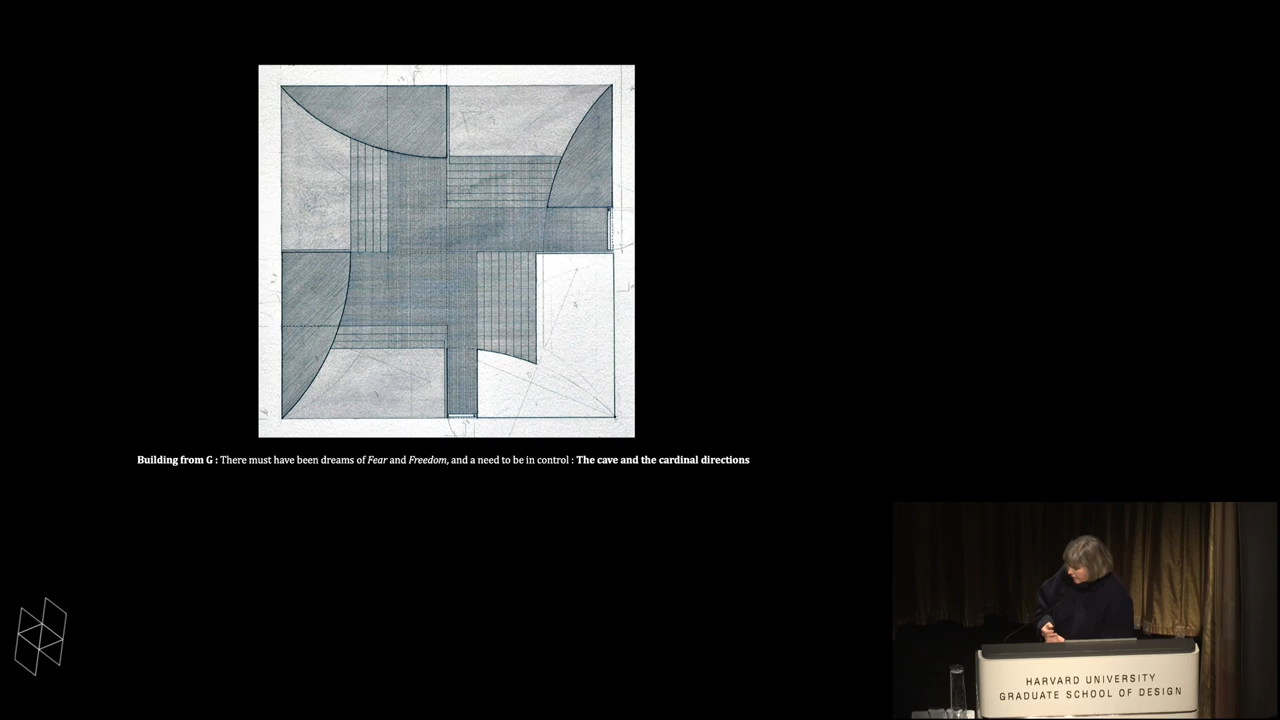 Building from G : There must have been dreams of Fear and Freedom, and a need to be in control : The cave and the cardinal directions
HARVARD UNIVERSITY
GRADUATE SCHOOL OF DESIGN